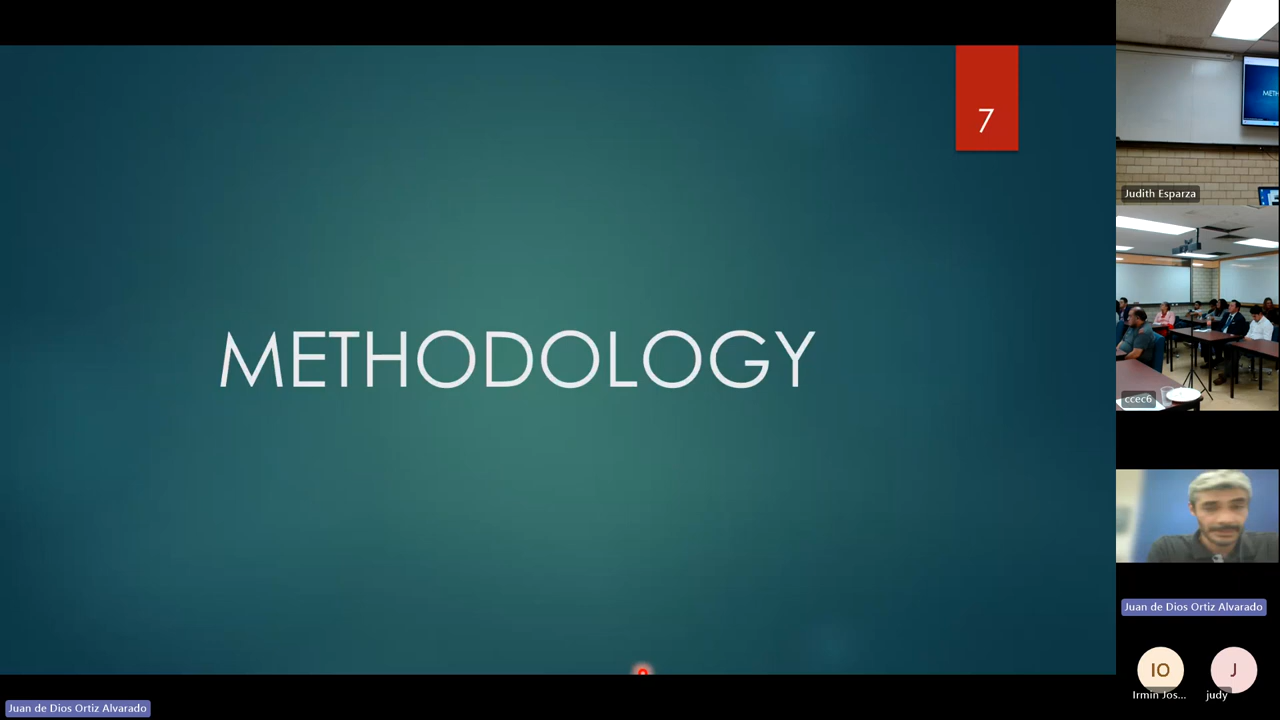 7
METHODOLOGY
Juan de Dios Ortiz Alvarado
METH
Judith Esparza
ccec6
Juan de Dios Ortiz Alvarado
IO
Irmin Jos...
J
judy